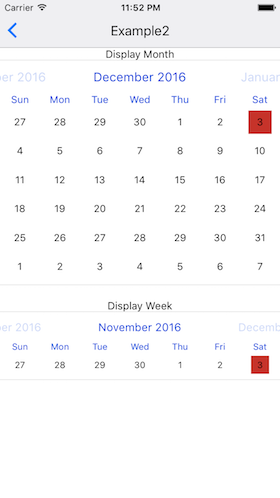 Carrier 11:52 PM
Example2
Display Month
ber 2016 December 2016 Januar
Sun Mon Tue Wed Thu Fri Sat
27 28 29 30 1 2 3
4 5 6 7 8 9 10
11 12 13 14 15 16 17
18 19 20 21 22 23 24
25 26 27 28 29 30 31
1 2 3 4 5 6 7
Display Week
ber 2016 November 2016 Decemb
Sun Mon Tue Wed Thu Fri Sat
27 28 29 30 1 2 3